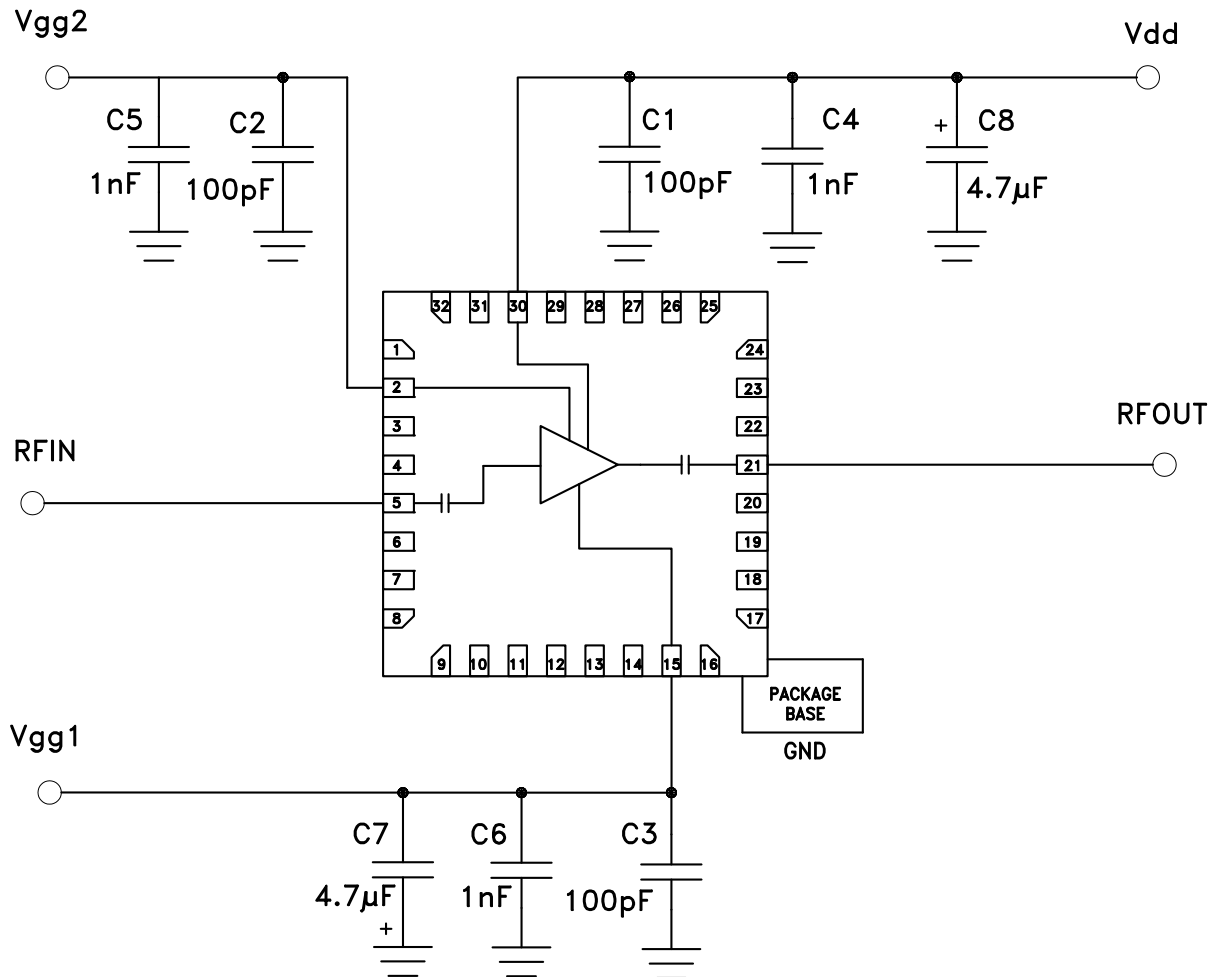 Vgg2
Vdd
C5
C2
C1
C4
+ C8
1nF
100pF
100pF
1nF
4.7μF
32 31 30 29 28 27 26 25
1
24
2
23
3
22
RFOUT
RFIN
4
21
5
20
6
19
7
18
8
17
9 10 11 12 13 14 15 16
PACKAGE
BASE
GND
Vgg1
C7
C6
C3
4.7μF
1nF
100pF
+